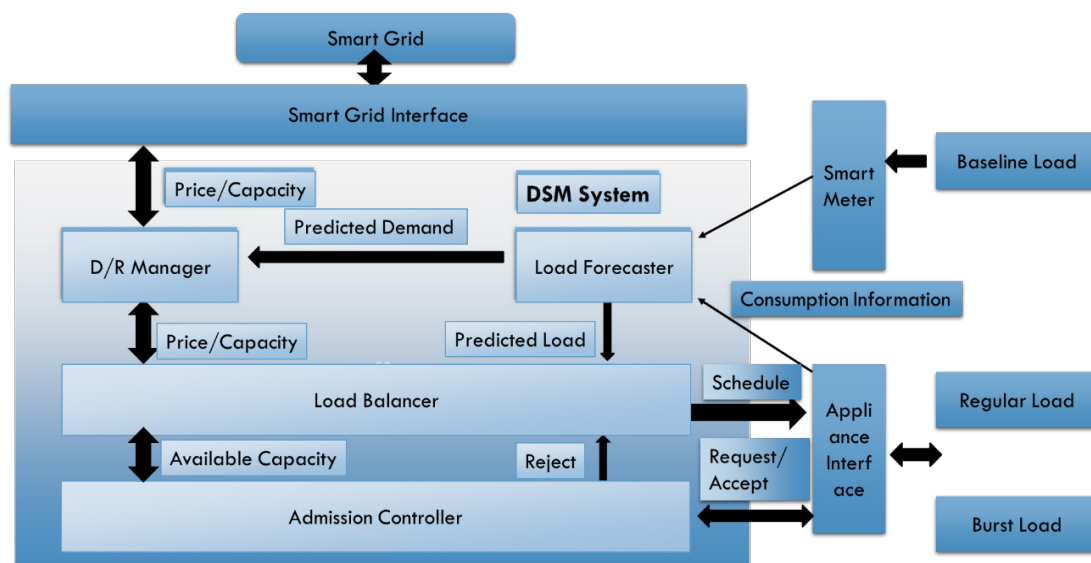 Smart Grid
Smart Grid Interface
Price/Capacity
DSM System
Smart
Meter
Baseline Load
Predicted Demand
D/R Manager
Load Forecaster
Consumption Information
Price/Capacity
Predicted Load
Load Balancer
Schedule
Appli
ance
Interf
ace
Regular Load
Available Capacity
Reject
Request/
Accept
Admission Controller
Burst Load